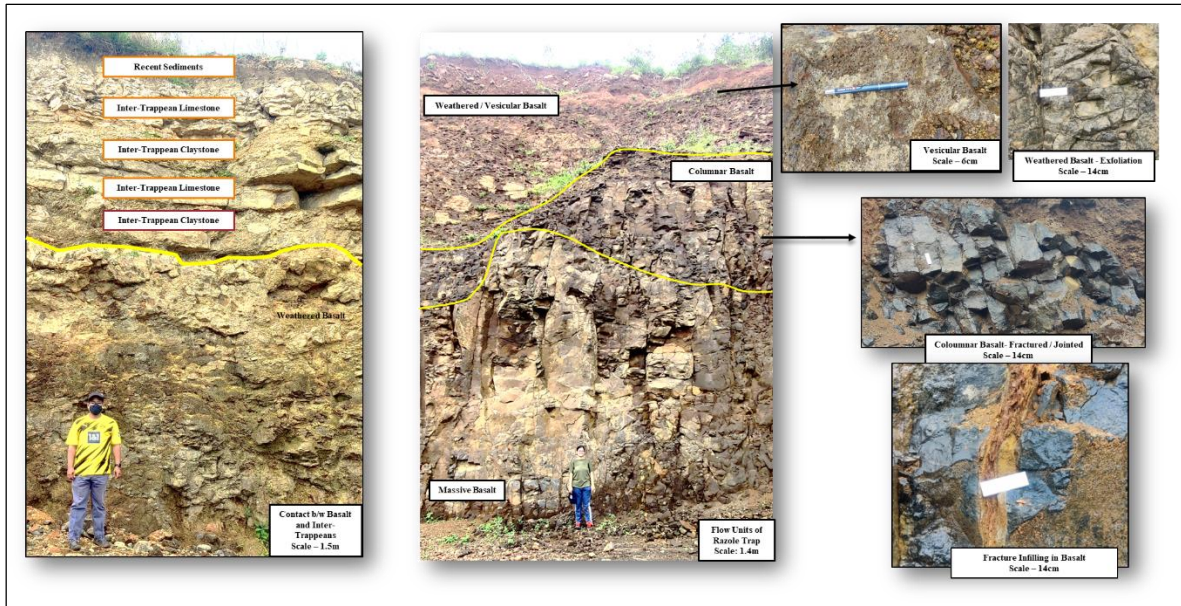 Recent Sediments
Inter-Trappean Limestone
Inter-Trappean Claystone
Inter-Trappean Limestone
Inter-Trappean Claystone
Weathered Basalt
Contact b/w Basalt
and Inter-
Trappeans
Scale – 1.5m
Weathered / Vesicular Basalt
Columnar Basalt
Massive Basalt
Flow Units of
Razole Trap
Scale: 1.4m
Vesicular Basalt
Scale – 6cm
Weathered Basalt - Exfoliation
Scale – 14cm
Coloumnar Basalt- Fractured / Jointed
Scale – 14cm
Fracture Infilling in Basalt
Scale – 14cm